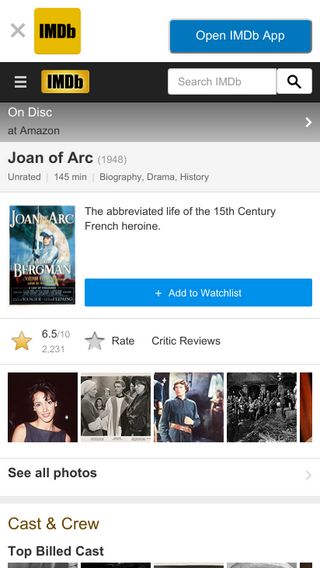 IMDb
Open IMDb App
IMDb
Search IMDb
On Disc
at Amazon
Joan of Arc (1948)
Unrated | 145 min | Biography, Drama, History
JOAN of ARC
BERGMAN
The abbreviated life of the 15th Century
French heroine.
+ Add to Watchlist
6.5/10
2,231
Rate
Critic Reviews
See all photos
Cast & Crew
Top Billed Cast